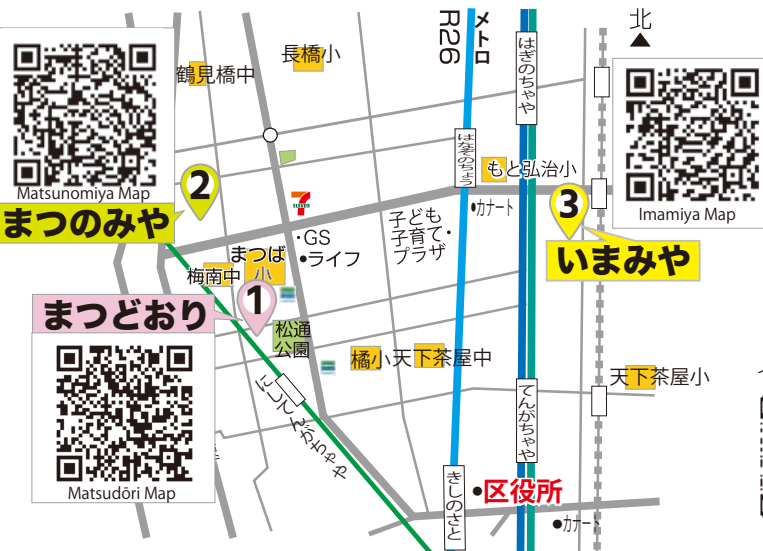 北
メトロ
R26
長橋小
鶴見橋中
はぎのちゃや
Matsunomiya Map
2
まつのみや
はなぞのちょう
もと弘治小
Imamiya Map
3
いまみや
7
ELEVEN
・GS
●ライフ
•カナート
子ども
子育て・
プラザ
まつば
小
梅南中
1
まつどおり
松通
公園
橘小
天下茶屋中
天下茶屋小
にしてんがちゃや
てんがちゃや
Matsudōri Map
きしのさと
●区役所
●カナート